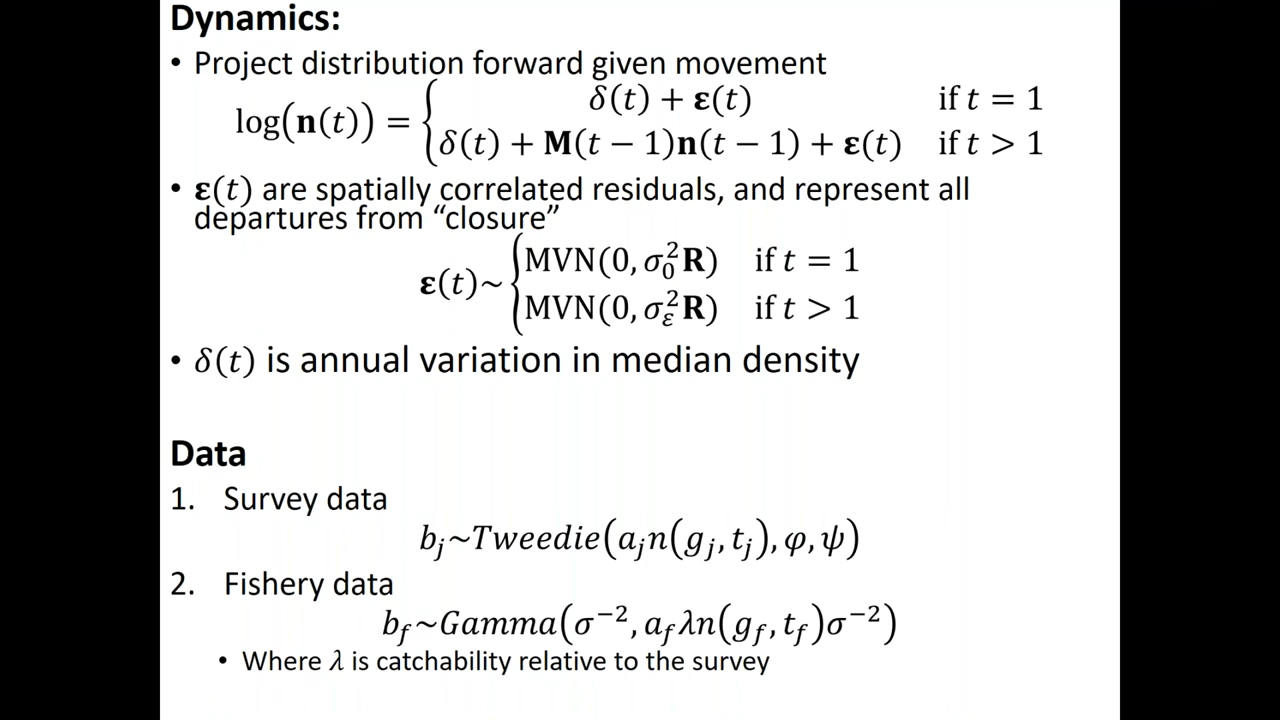 Dynamics:
• Project distribution forward given movement
log(𝐧(𝑡)) = { 𝛿(𝑡) + 𝛆(𝑡) if 𝑡 = 1
𝛿(𝑡) + 𝐌(𝑡 − 1)𝐧(𝑡 − 1) + 𝛆(𝑡) if 𝑡 > 1
• 𝛆(𝑡) are spatially correlated residuals, and represent all
departures from “closure”
𝛆(𝑡)~ { MVN(0, 𝜎₀²𝐑) if 𝑡 = 1
MVN(0, 𝜎_𝜀²𝐑) if 𝑡 > 1
• 𝛿(𝑡) is annual variation in median density
Data
1. Survey data
𝑏_𝑗~𝑇𝑤𝑒𝑒𝑑𝑖𝑒(𝑎_𝑗𝑛(𝑔_𝑗, 𝑡_𝑗), 𝜑, 𝜓)
2. Fishery data
𝑏_𝑓~𝐺𝑎𝑚𝑚𝑎(𝜎⁻², 𝑎_𝑓𝜆𝑛(𝑔_𝑓, 𝑡_𝑓)𝜎⁻²)
• Where 𝜆 is catchability relative to the survey